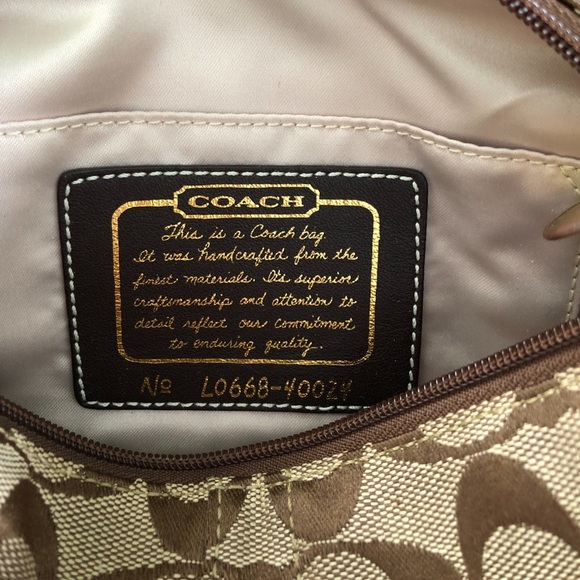 COACH
This is a Coach bag.
It was handcrafted from the
finest materials. Its superior
craftsmanship and attention to
detail reflect our commitment
to enduring quality.
No L0668-40024